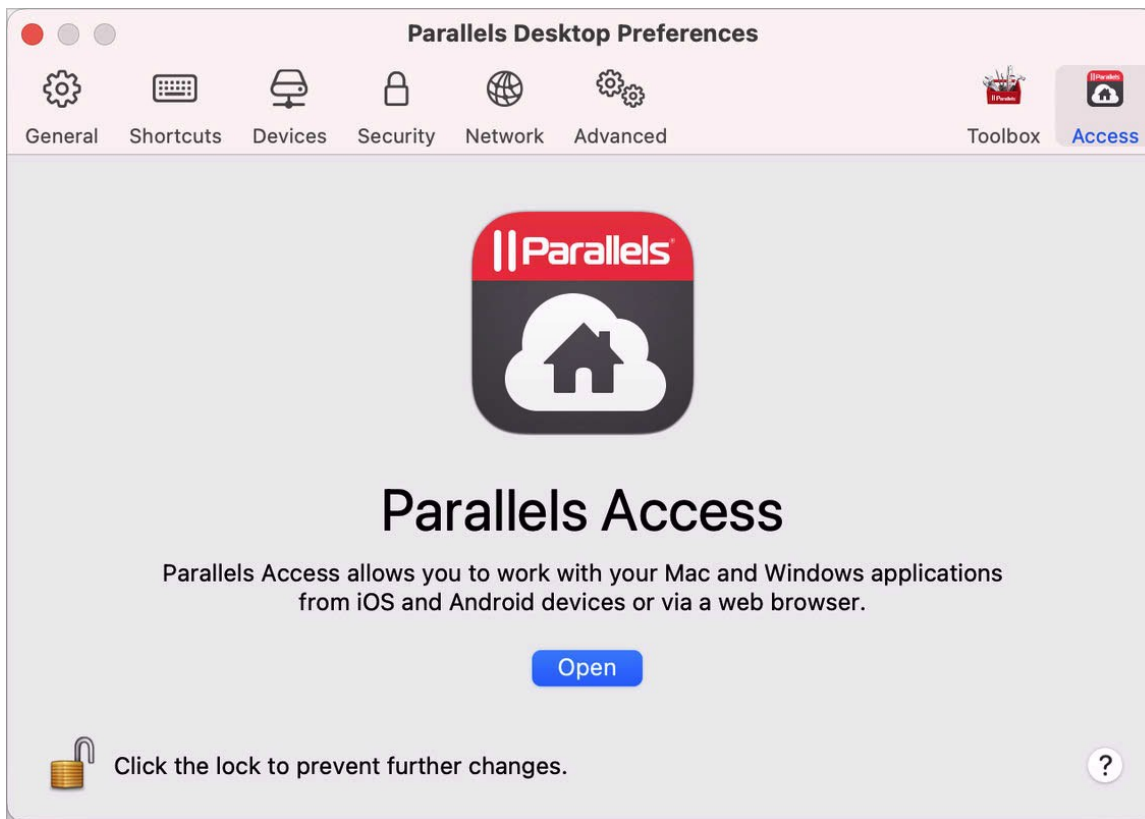 Parallels Desktop Preferences
General Shortcuts Devices Security Network Advanced Toolbox Access
||Parallels®
Parallels Access
Parallels Access allows you to work with your Mac and Windows applications
from iOS and Android devices or via a web browser.
Open
Click the lock to prevent further changes.
?